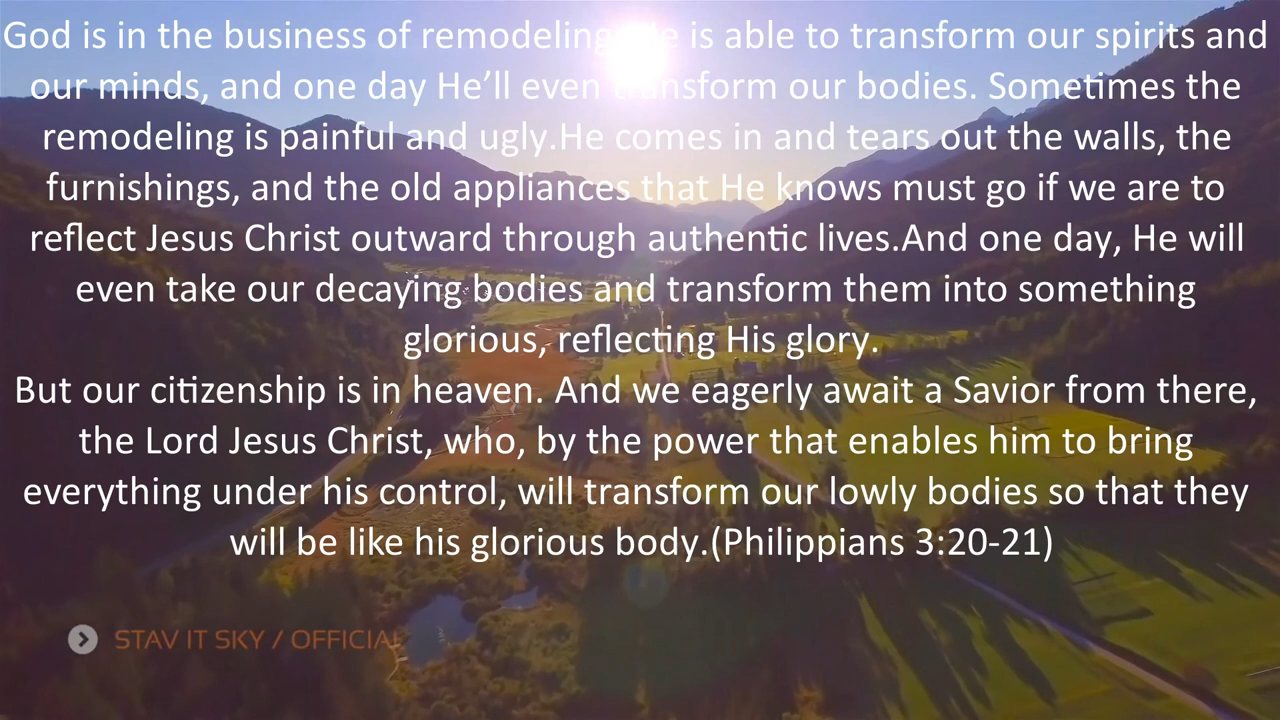 God is in the business of remodeling. He is able to transform our spirits and
our minds, and one day He’ll even transform our bodies. Sometimes the
remodeling is painful and ugly.He comes in and tears out the walls, the
furnishings, and the old appliances that He knows must go if we are to
reflect Jesus Christ outward through authentic lives.And one day, He will
even take our decaying bodies and transform them into something
glorious, reflecting His glory.
But our citizenship is in heaven. And we eagerly await a Savior from there,
the Lord Jesus Christ, who, by the power that enables him to bring
everything under his control, will transform our lowly bodies so that they
will be like his glorious body.(Philippians 3:20-21)
STAV IT SKY / OFFICIAL